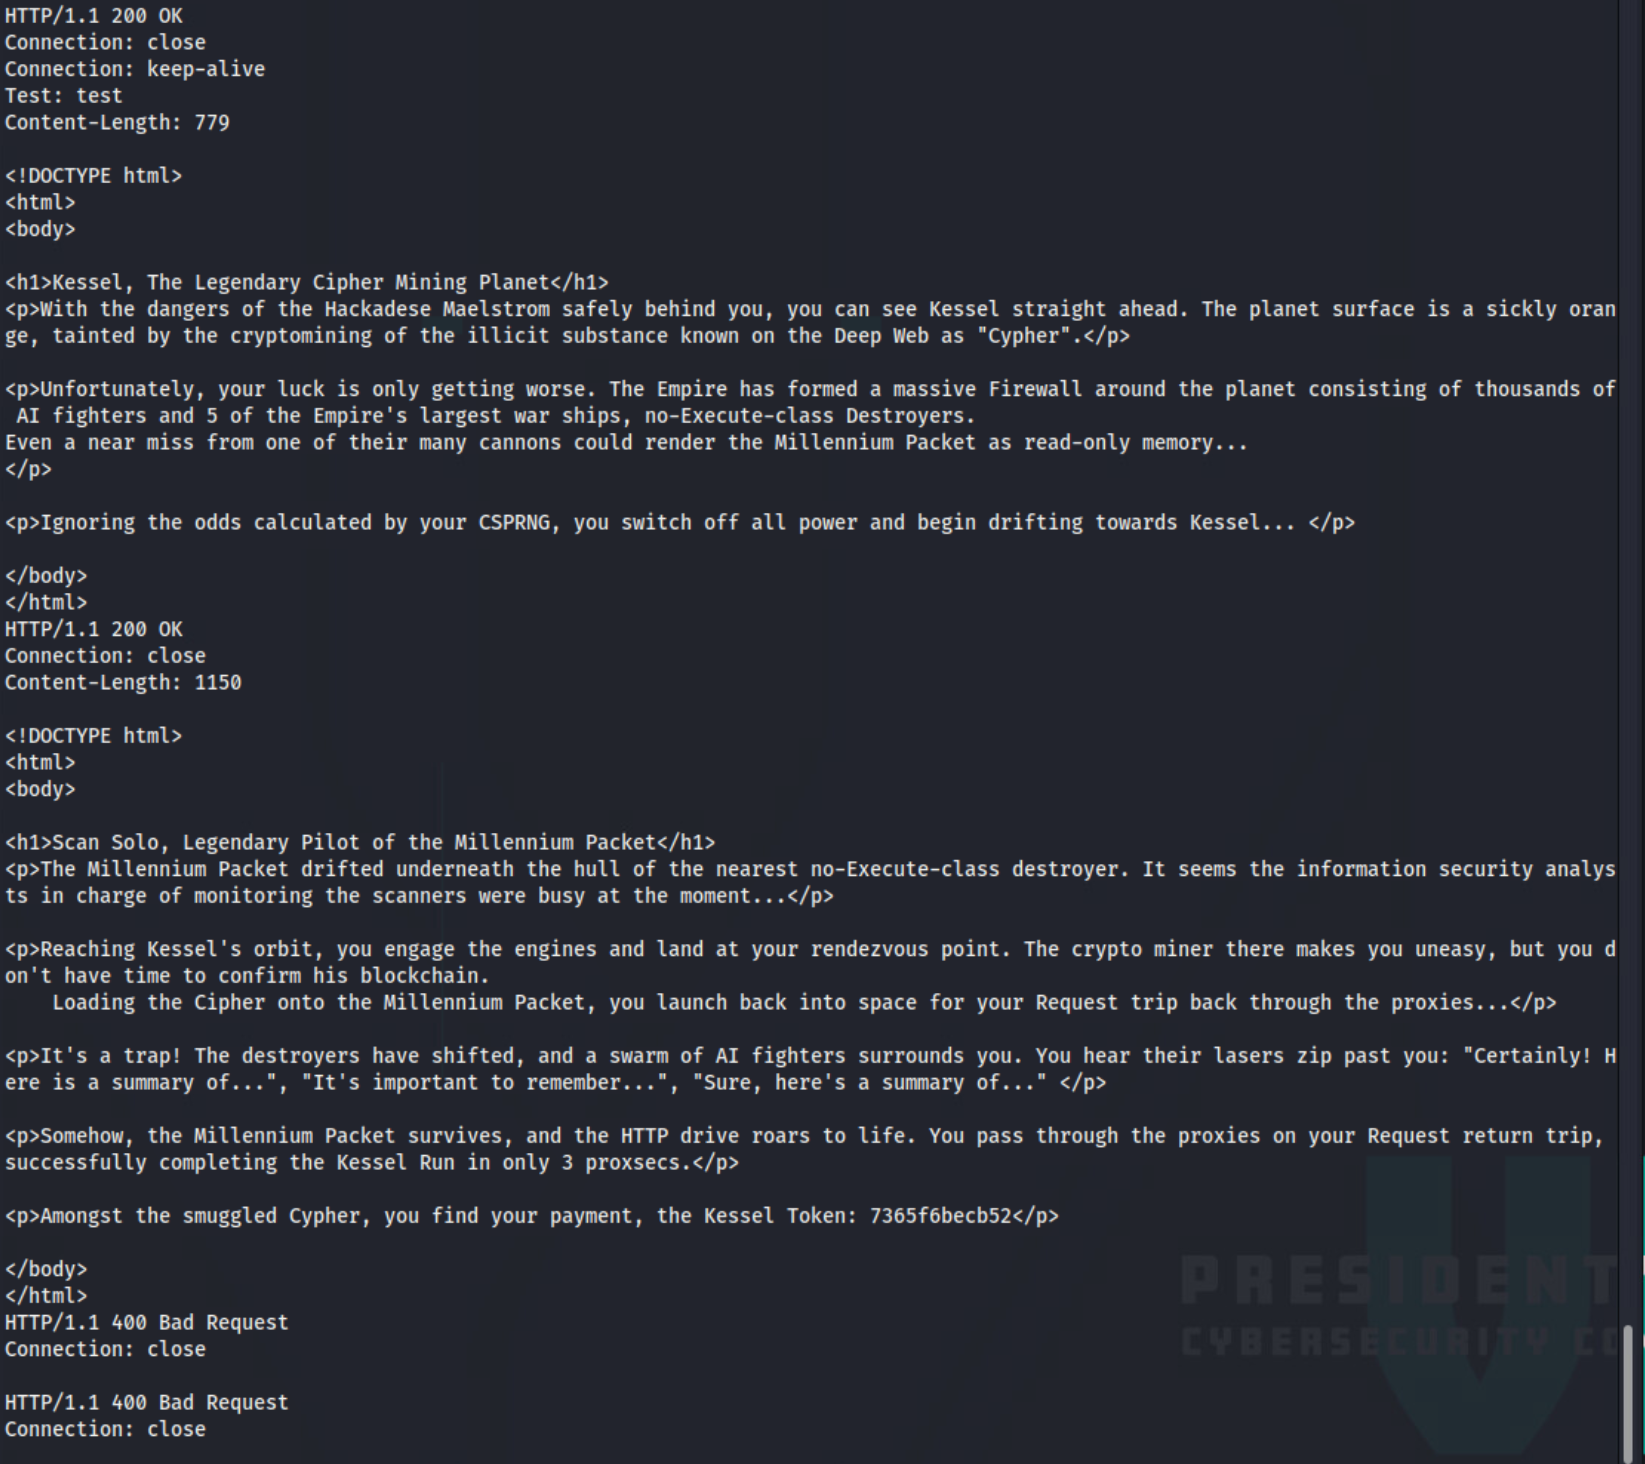 HTTP/1.1 200 OK
Connection: close
Connection: keep-alive
Test: test
Content-Length: 779
<!DOCTYPE html>
<html>
<body>
<h1>Kessel, The Legendary Cipher Mining Planet</h1>
<p>With the dangers of the Hackadese Maelstrom safely behind you, you can see Kessel straight ahead. The planet surface is a sickly oran
ge, tainted by the cryptomining of the illicit substance known on the Deep Web as "Cypher".</p>
<p>Unfortunately, your luck is only getting worse. The Empire has formed a massive Firewall around the planet consisting of thousands of
 AI fighters and 5 of the Empire's largest war ships, no-Execute-class Destroyers.
Even a near miss from one of their many cannons could render the Millennium Packet as read-only memory...
</p>
<p>Ignoring the odds calculated by your CSPRNG, you switch off all power and begin drifting towards Kessel... </p>
</body>
</html>
HTTP/1.1 200 OK
Connection: close
Content-Length: 1150
<!DOCTYPE html>
<html>
<body>
<h1>Scan Solo, Legendary Pilot of the Millennium Packet</h1>
<p>The Millennium Packet drifted underneath the hull of the nearest no-Execute-class destroyer. It seems the information security analys
ts in charge of monitoring the scanners were busy at the moment...</p>
<p>Reaching Kessel's orbit, you engage the engines and land at your rendezvous point. The crypto miner there makes you uneasy, but you d
on't have time to confirm his blockchain.
    Loading the Cipher onto the Millennium Packet, you launch back into space for your Request trip back through the proxies...</p>
<p>It's a trap! The destroyers have shifted, and a swarm of AI fighters surrounds you. You hear their lasers zip past you: "Certainly! H
ere is a summary of...", "It's important to remember...", "Sure, here's a summary of..." </p>
<p>Somehow, the Millennium Packet survives, and the HTTP drive roars to life. You pass through the proxies on your Request return trip,
successfully completing the Kessel Run in only 3 proxsecs.</p>
<p>Amongst the smuggled Cypher, you find your payment, the Kessel Token: 7365f6becb52</p>
</body>
</html>
HTTP/1.1 400 Bad Request
Connection: close
HTTP/1.1 400 Bad Request
Connection: close
PRESIDENT
CYBERSECURITY CO